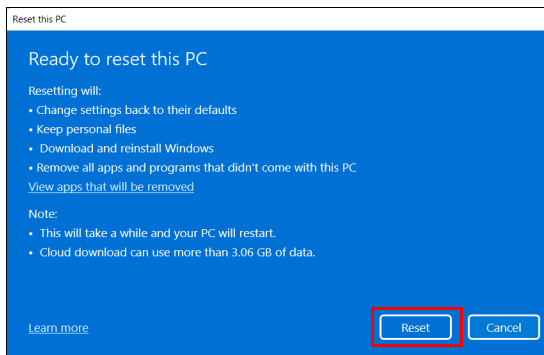 Reset this PC
Ready to reset this PC
Resetting will:
• Change settings back to their defaults
• Keep personal files
• Download and reinstall Windows
• Remove all apps and programs that didn't come with this PC
View apps that will be removed
Note:
• This will take a while and your PC will restart.
• Cloud download can use more than 3.06 GB of data.
Learn more
Reset
Cancel